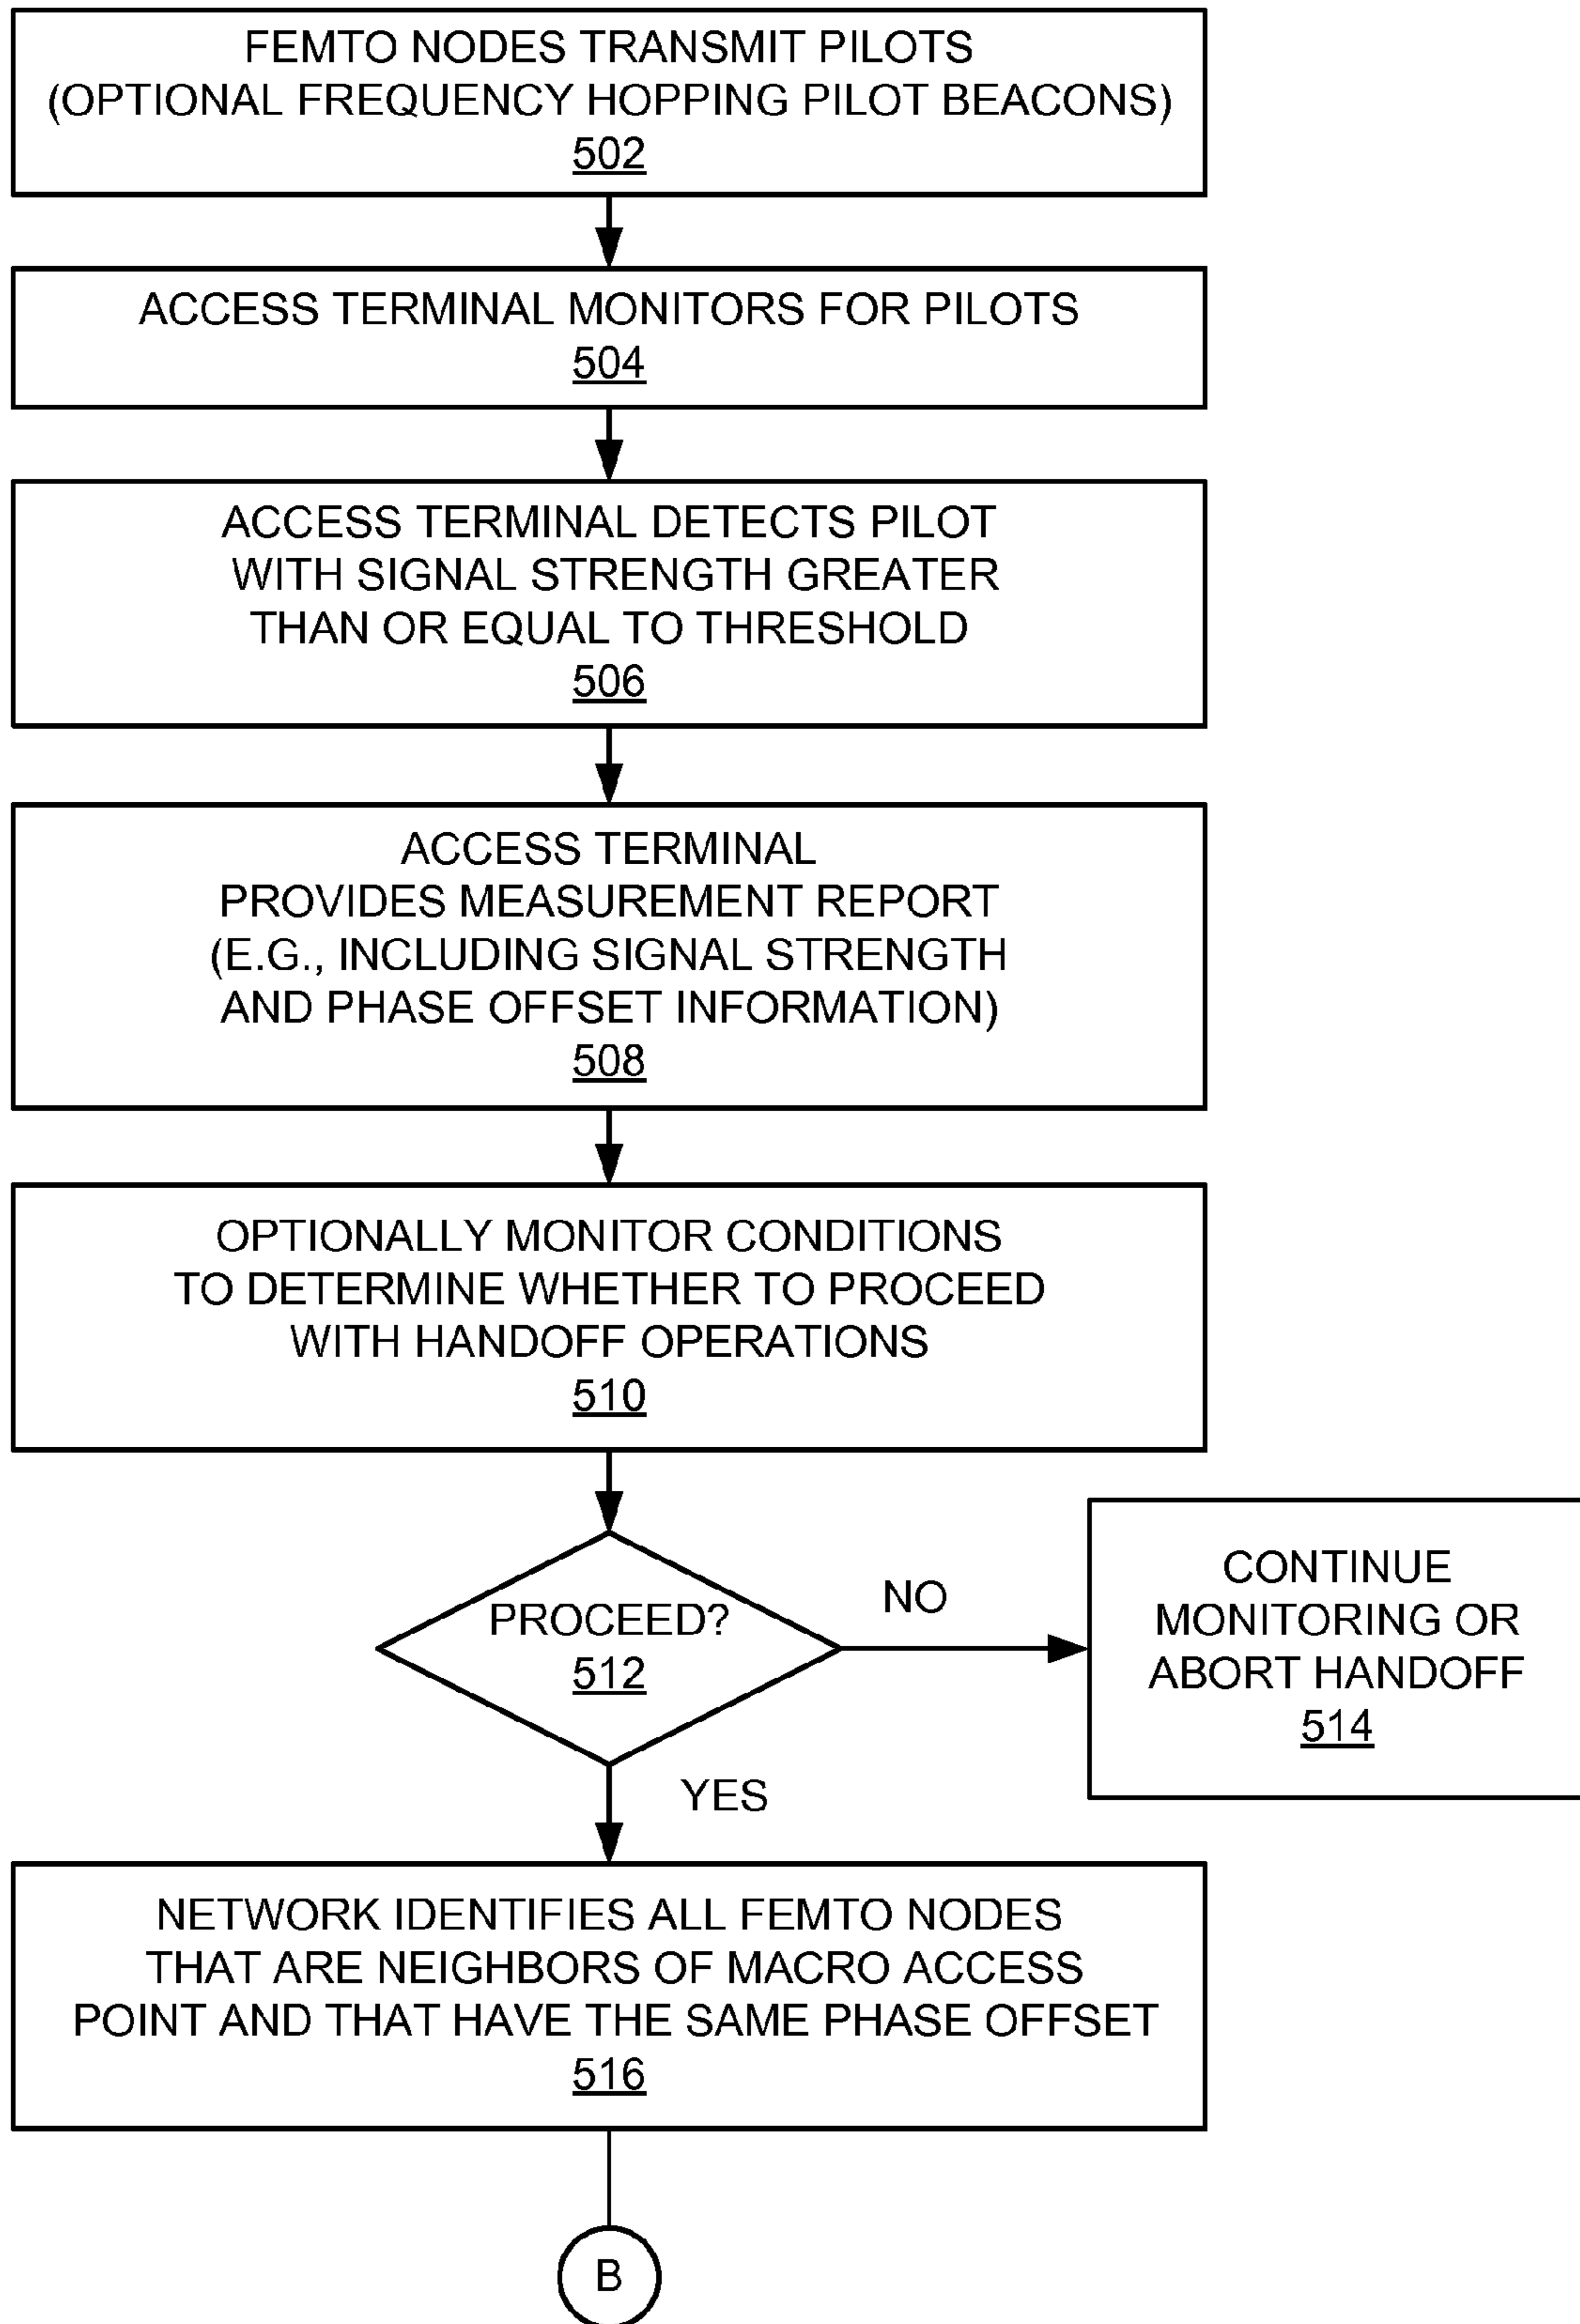 FEMTO NODES TRANSMIT PILOTS
(OPTIONAL FREQUENCY HOPPING PILOT BEACONS)
502
ACCESS TERMINAL MONITORS FOR PILOTS
504
ACCESS TERMINAL DETECTS PILOT
WITH SIGNAL STRENGTH GREATER
THAN OR EQUAL TO THRESHOLD
506
ACCESS TERMINAL
PROVIDES MEASUREMENT REPORT
(E.G., INCLUDING SIGNAL STRENGTH
AND PHASE OFFSET INFORMATION)
508
OPTIONALLY MONITOR CONDITIONS
TO DETERMINE WHETHER TO PROCEED
WITH HANDOFF OPERATIONS
510
PROCEED?
512
NO
CONTINUE
MONITORING OR
ABORT HANDOFF
514
YES
NETWORK IDENTIFIES ALL FEMTO NODES
THAT ARE NEIGHBORS OF MACRO ACCESS
POINT AND THAT HAVE THE SAME PHASE OFFSET
516
B